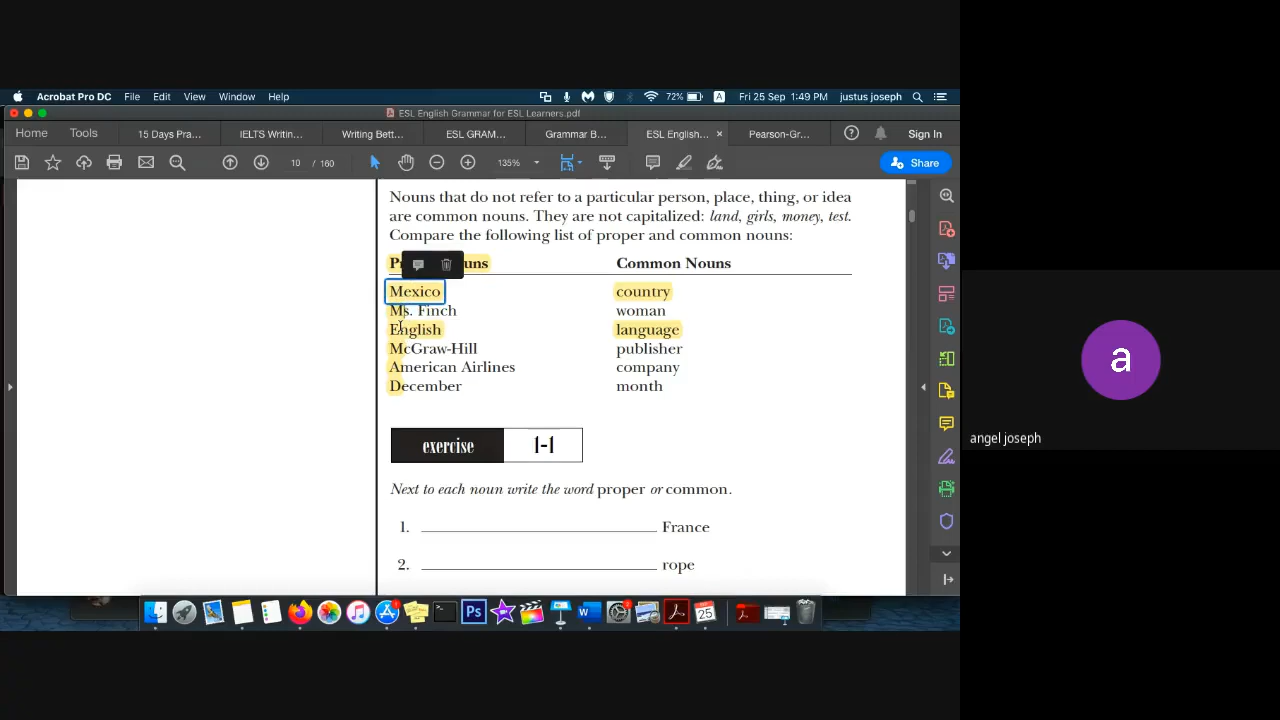 Acrobat Pro DC File Edit View Window Help 72% A Fri 25 Sep 1:49 PM justus joseph
ESL English Grammar for ESL Learners.pdf
Home Tools 15 Days Pra... IELTS Writin... Writing Bett... ESL GRAM... Grammar B... ESL English... × Pearson-Gr... Sign In
10 / 160 135% Share
Nouns that do not refer to a particular person, place, thing, or idea
are common nouns. They are not capitalized: land, girls, money, test.
Compare the following list of proper and common nouns:
Common Nouns
Mexico country
Ms. Finch woman
English language
McGraw-Hill publisher
American Airlines company
December month
exercise 1-1
Next to each noun write the word proper or common.
1. France
2. rope
a
angel joseph
Ps
W
25